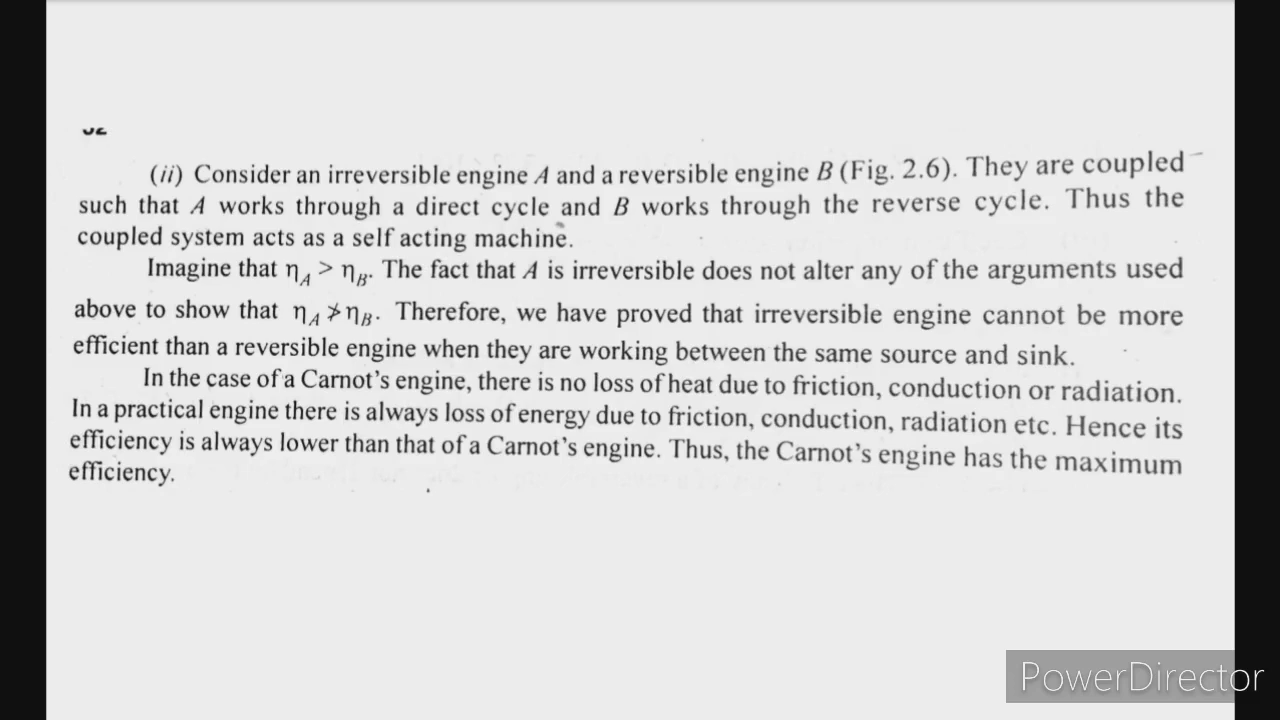 (ii) Consider an irreversible engine A and a reversible engine B (Fig. 2.6). They are coupled
such that A works through a direct cycle and B works through the reverse cycle. Thus the
coupled system acts as a self acting machine.
Imagine that ηA > ηB. The fact that A is irreversible does not alter any of the arguments used
above to show that ηA ≯ ηB. Therefore, we have proved that irreversible engine cannot be more
efficient than a reversible engine when they are working between the same source and sink.
In the case of a Carnot's engine, there is no loss of heat due to friction, conduction or radiation.
In a practical engine there is always loss of energy due to friction, conduction, radiation etc. Hence its
efficiency is always lower than that of a Carnot's engine. Thus, the Carnot's engine has the maximum
efficiency.
PowerDirector